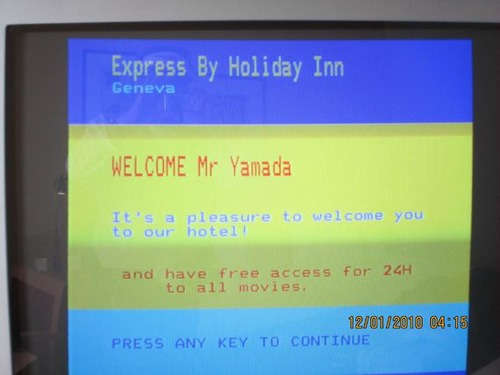 Express By Holiday Inn
Geneva
WELCOME Mr Yamada
It's a pleasure to welcome you
to our hotel!
and have free access for 24H
to all movies.
12/01/2010 04:15
PRESS ANY KEY TO CONTINUE